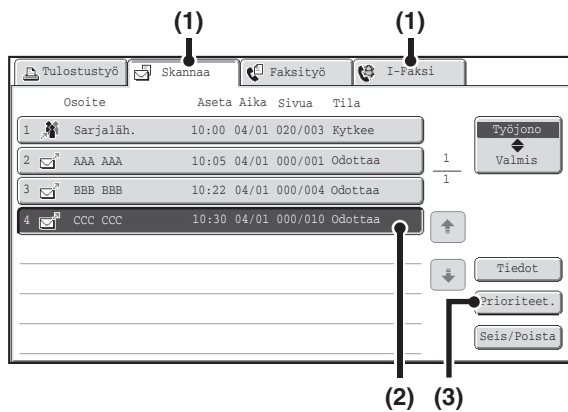 (1) (1)
Tulostustyö Skannaa Faksityö I-Faksi
Osoite Aseta Aika Sivua Tila
1 Sarjaläh. 10:00 04/01 020/003 Kytkee
2 AAA AAA 10:05 04/01 000/001 Odottaa
3 BBB BBB 10:22 04/01 000/004 Odottaa
4 CCC CCC 10:30 04/01 000/010 Odottaa
1
1
Työjono
Valmis
Tiedot
Prioriteet.
Seis/Poista
(2) (3)